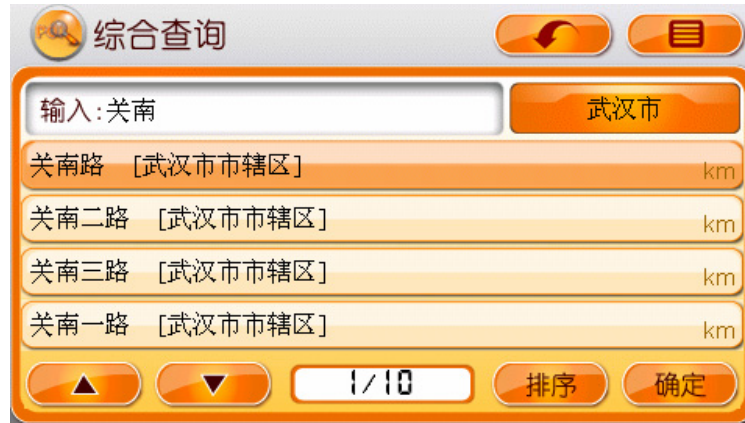 综合查询
输入:关南
武汉市
关南路 [武汉市市辖区] km
关南二路 [武汉市市辖区] km
关南三路 [武汉市市辖区] km
关南一路 [武汉市市辖区] km
1/10 排序 确定